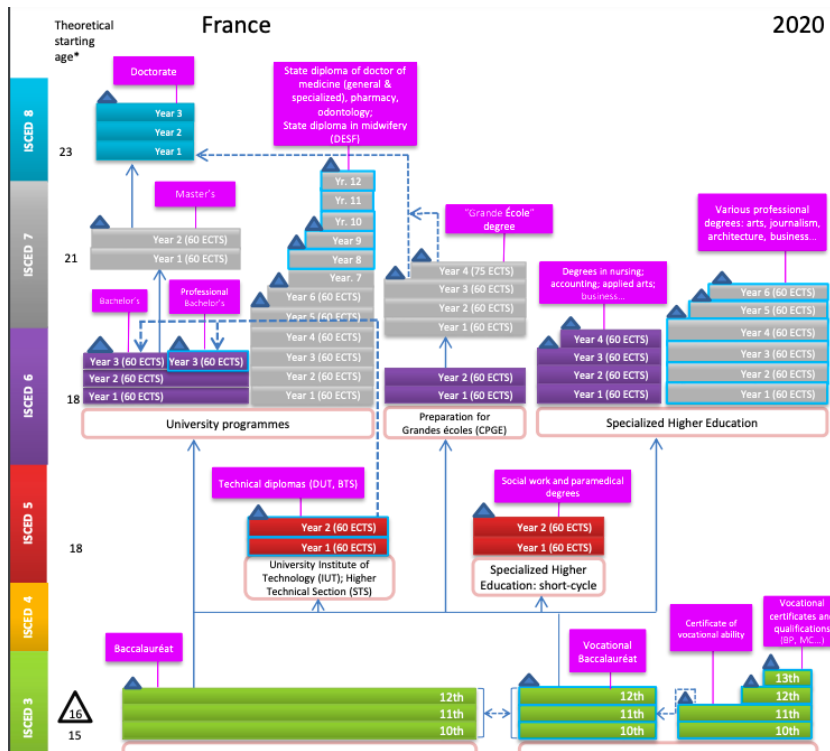 Theoretical
starting
age*
France
2020
ISCED 8
ISCED 7
ISCED 6
ISCED 5
ISCED 4
ISCED 3
23
21
18
18
16
15
Doctorate
Year 3
Year 2
Year 1
Master's
Year 2 (60 ECTS)
Year 1 (60 ECTS)
Bachelor's
Professional
Bachelor's
Year 3 (60 ECTS)
Year 3 (60 ECTS)
Year 2 (60 ECTS)
Year 1 (60 ECTS)
State diploma of doctor of
medicine (general &
specialized), pharmacy,
odontology;
State diploma in midwifery
(DESF)
Yr. 12
Yr. 11
Yr. 10
Year 9
Year 8
Year. 7
Year 6 (60 ECTS)
Year 5 (60 ECTS)
Year 4 (60 ECTS)
Year 3 (60 ECTS)
Year 2 (60 ECTS)
Year 1 (60 ECTS)
University programmes
"Grande École"
degree
Year 4 (75 ECTS)
Year 3 (60 ECTS)
Year 2 (60 ECTS)
Year 1 (60 ECTS)
Year 2 (60 ECTS)
Year 1 (60 ECTS)
Preparation for
Grandes écoles (CPGE)
Degrees in nursing;
accounting; applied arts;
business...
Year 4 (60 ECTS)
Year 3 (60 ECTS)
Year 2 (60 ECTS)
Year 1 (60 ECTS)
Various professional
degrees: arts, journalism,
architecture, business...
Year 6 (60 ECTS)
Year 5 (60 ECTS)
Year 4 (60 ECTS)
Year 3 (60 ECTS)
Year 2 (60 ECTS)
Year 1 (60 ECTS)
Specialized Higher Education
Technical diplomas (DUT, BTS)
Year 2 (60 ECTS)
Year 1 (60 ECTS)
University Institute of
Technology (IUT); Higher
Technical Section (STS)
Social work and paramedical
degrees
Year 2 (60 ECTS)
Year 1 (60 ECTS)
Specialized Higher
Education: short-cycle
Baccalauréat
12th
11th
10th
Vocational
Baccalauréat
12th
11th
10th
Certificate of
vocational ability
Vocational
certificates and
qualifications
(BP, MC...)
13th
12th
11th
10th